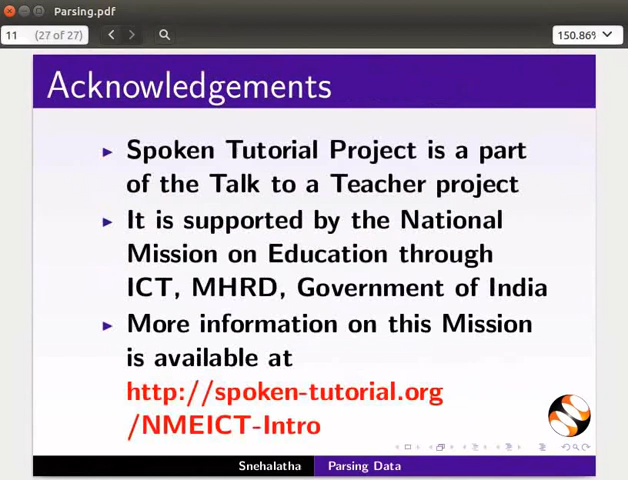 Parsing.pdf
11 (27 of 27) 150.86%
Acknowledgements
Spoken Tutorial Project is a part
of the Talk to a Teacher project
It is supported by the National
Mission on Education through
ICT, MHRD, Government of India
More information on this Mission
is available at
http://spoken-tutorial.org
/NMEICT-Intro
Snehalatha Parsing Data